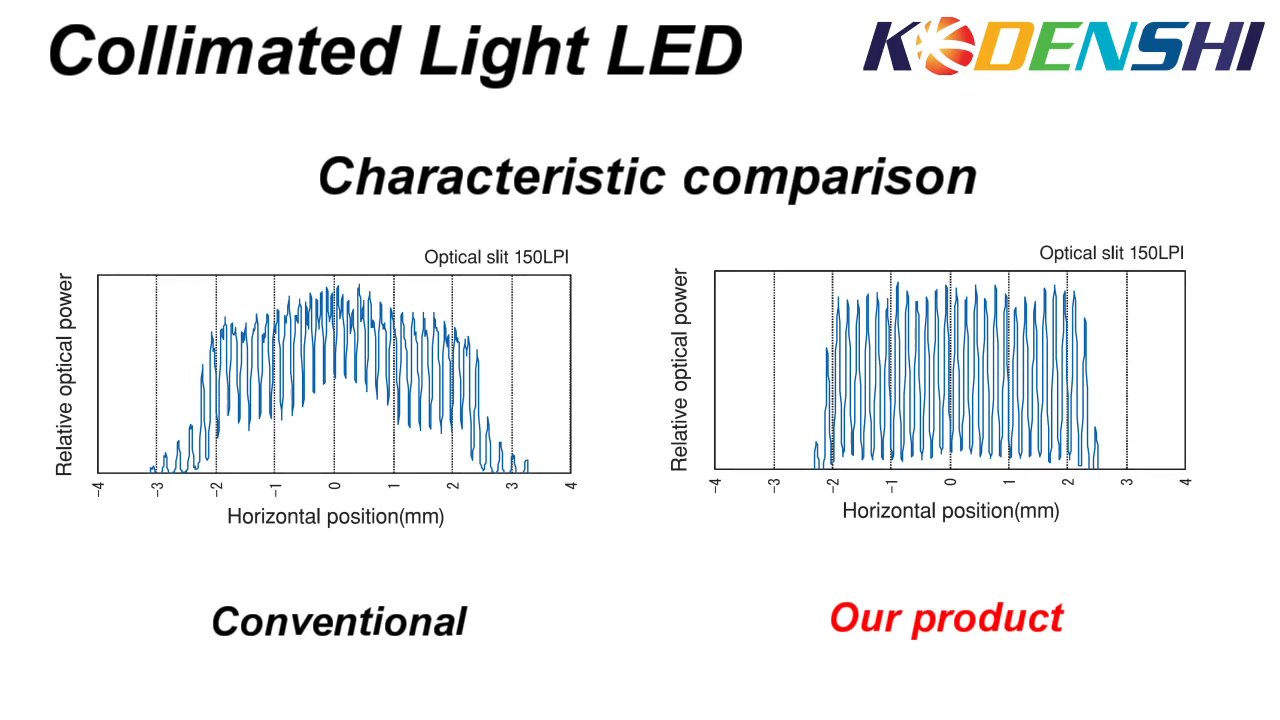 Collimated Light LED
KODENSHI
Characteristic comparison
Optical slit 150LPI
Relative optical power
−4 −3 −2 −1 0 1 2 3 4
Horizontal position(mm)
Conventional
Optical slit 150LPI
Relative optical power
−4 −3 −2 −1 0 1 2 3 4
Horizontal position(mm)
Our product